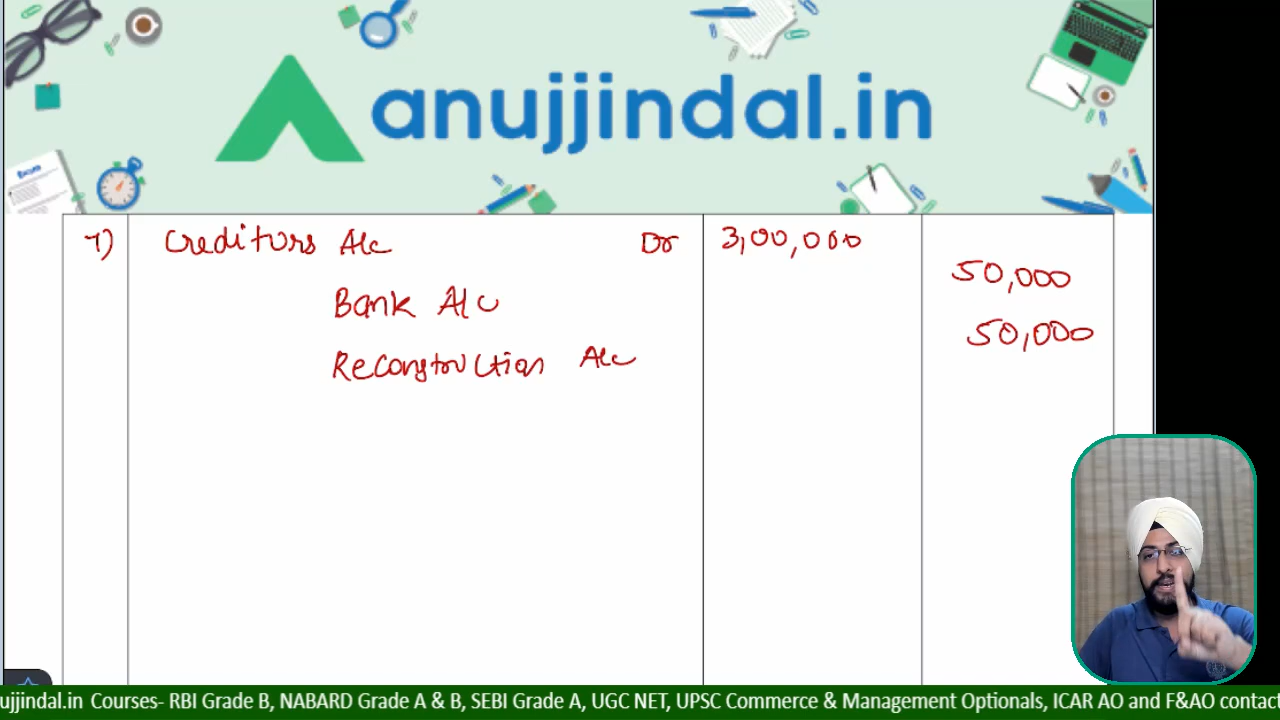 anujjindal.in
7) Creditors A/c Dr 3,00,000
50,000
Bank A/c
50,000
Reconstruction A/c
ujjindal.in Courses- RBI Grade B, NABARD Grade A & B, SEBI Grade A, UGC NET, UPSC Commerce & Management Optionals, ICAR AO and F&AO contact